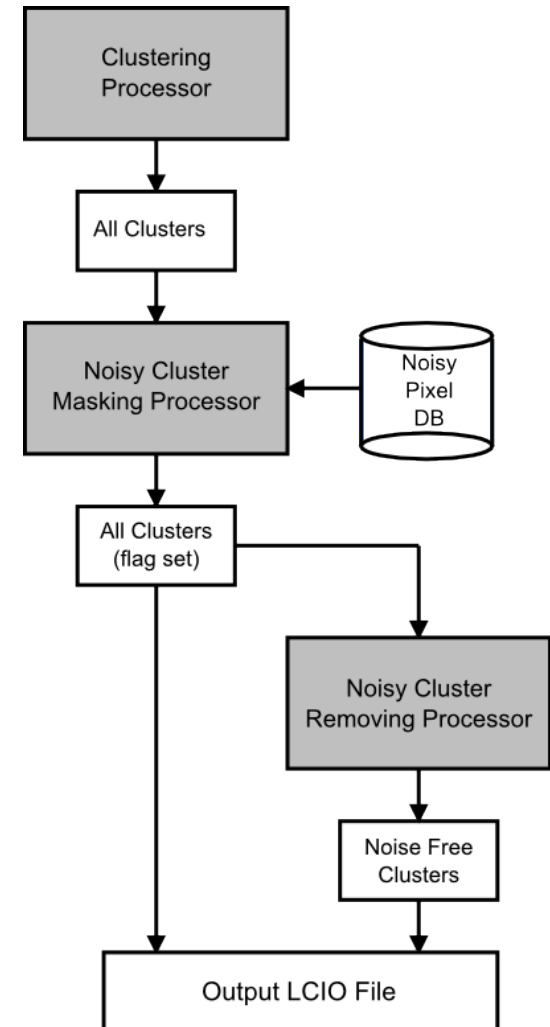 Clustering
Processor
All Clusters
Noisy Cluster
Masking Processor
Noisy
Pixel
DB
All Clusters
(flag set)
Noisy Cluster
Removing Processor
Noise Free
Clusters
Output LCIO File